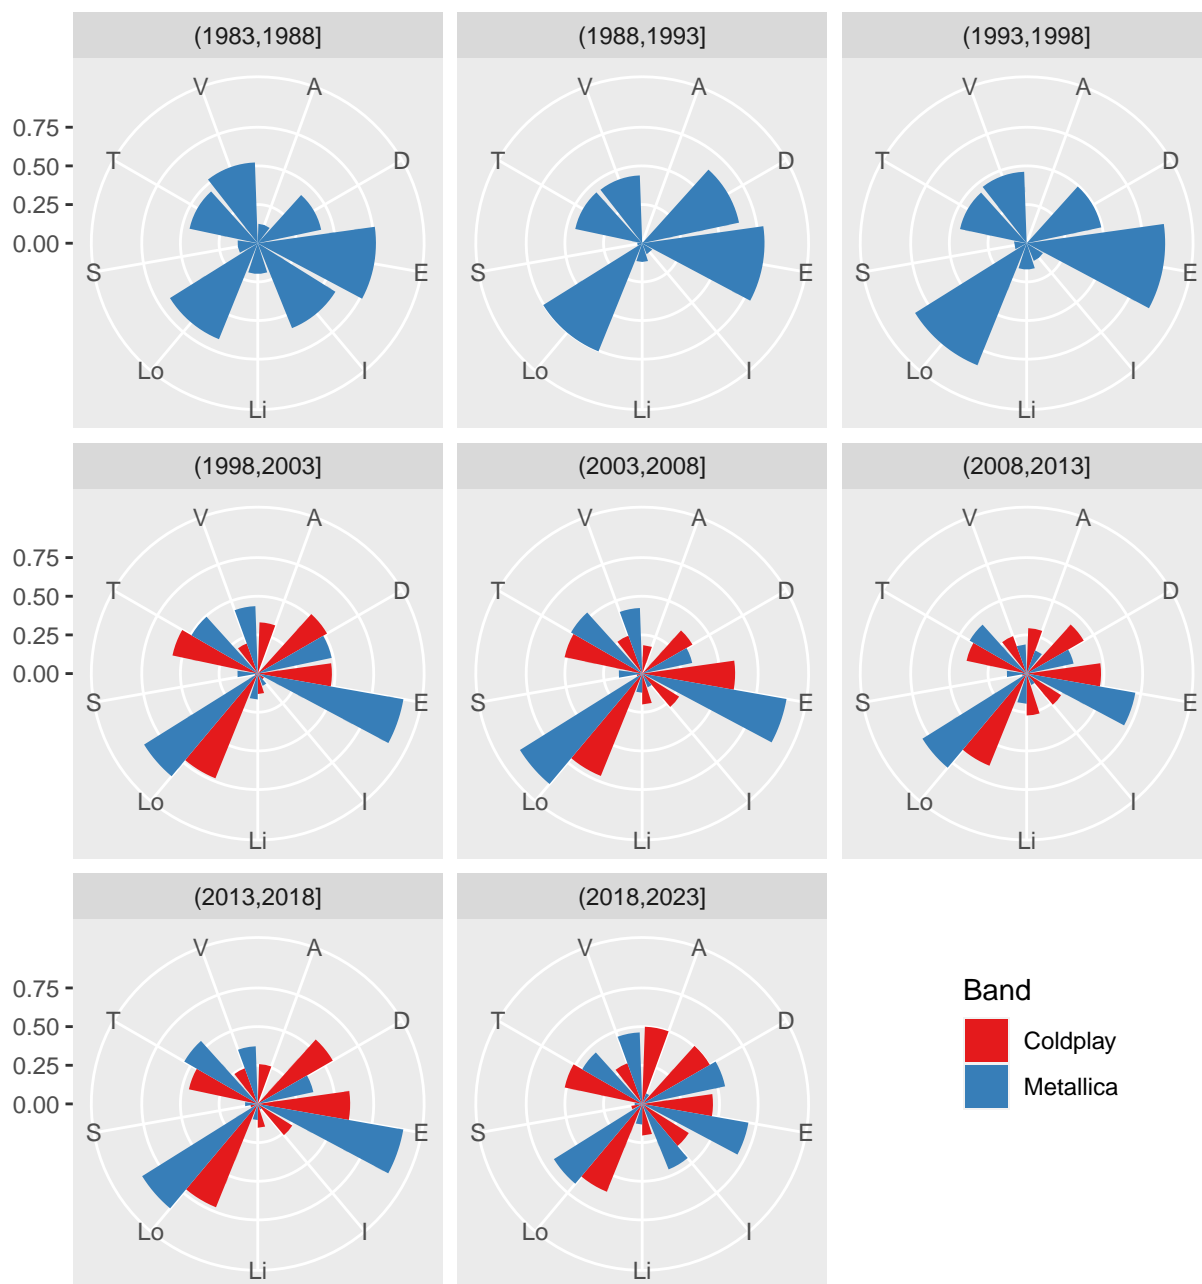 (1983,1988]
(1988,1993]
(1993,1998]
0.75
0.50
0.25
0.00
V
A
D
E
I
Li
Lo
S
T
V
A
D
E
I
Li
Lo
S
T
V
A
D
E
I
Li
Lo
S
T
(1998,2003]
(2003,2008]
(2008,2013]
0.75
0.50
0.25
0.00
V
A
D
E
I
Li
Lo
S
T
V
A
D
E
I
Li
Lo
S
T
V
A
D
E
I
Li
Lo
S
T
(2013,2018]
(2018,2023]
0.75
0.50
0.25
0.00
V
A
D
E
I
Li
Lo
S
T
V
A
D
E
I
Li
Lo
S
T
Band
Coldplay
Metallica